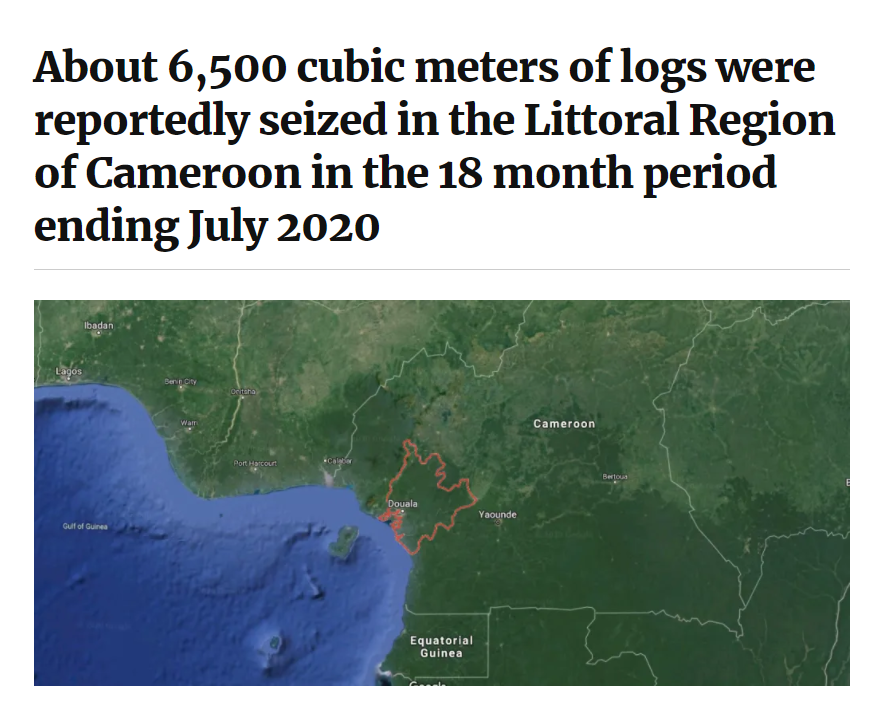 About 6,500 cubic meters of logs were
reportedly seized in the Littoral Region
of Cameroon in the 18 month period
ending July 2020
Ibadan
Lagos
Benin City
Onitsha
Cameroon
Warri
Port Harcourt
Calabar
Bertoua
Douala
Yaounde
Gulf of Guinea
Equatorial
Guinea
Google